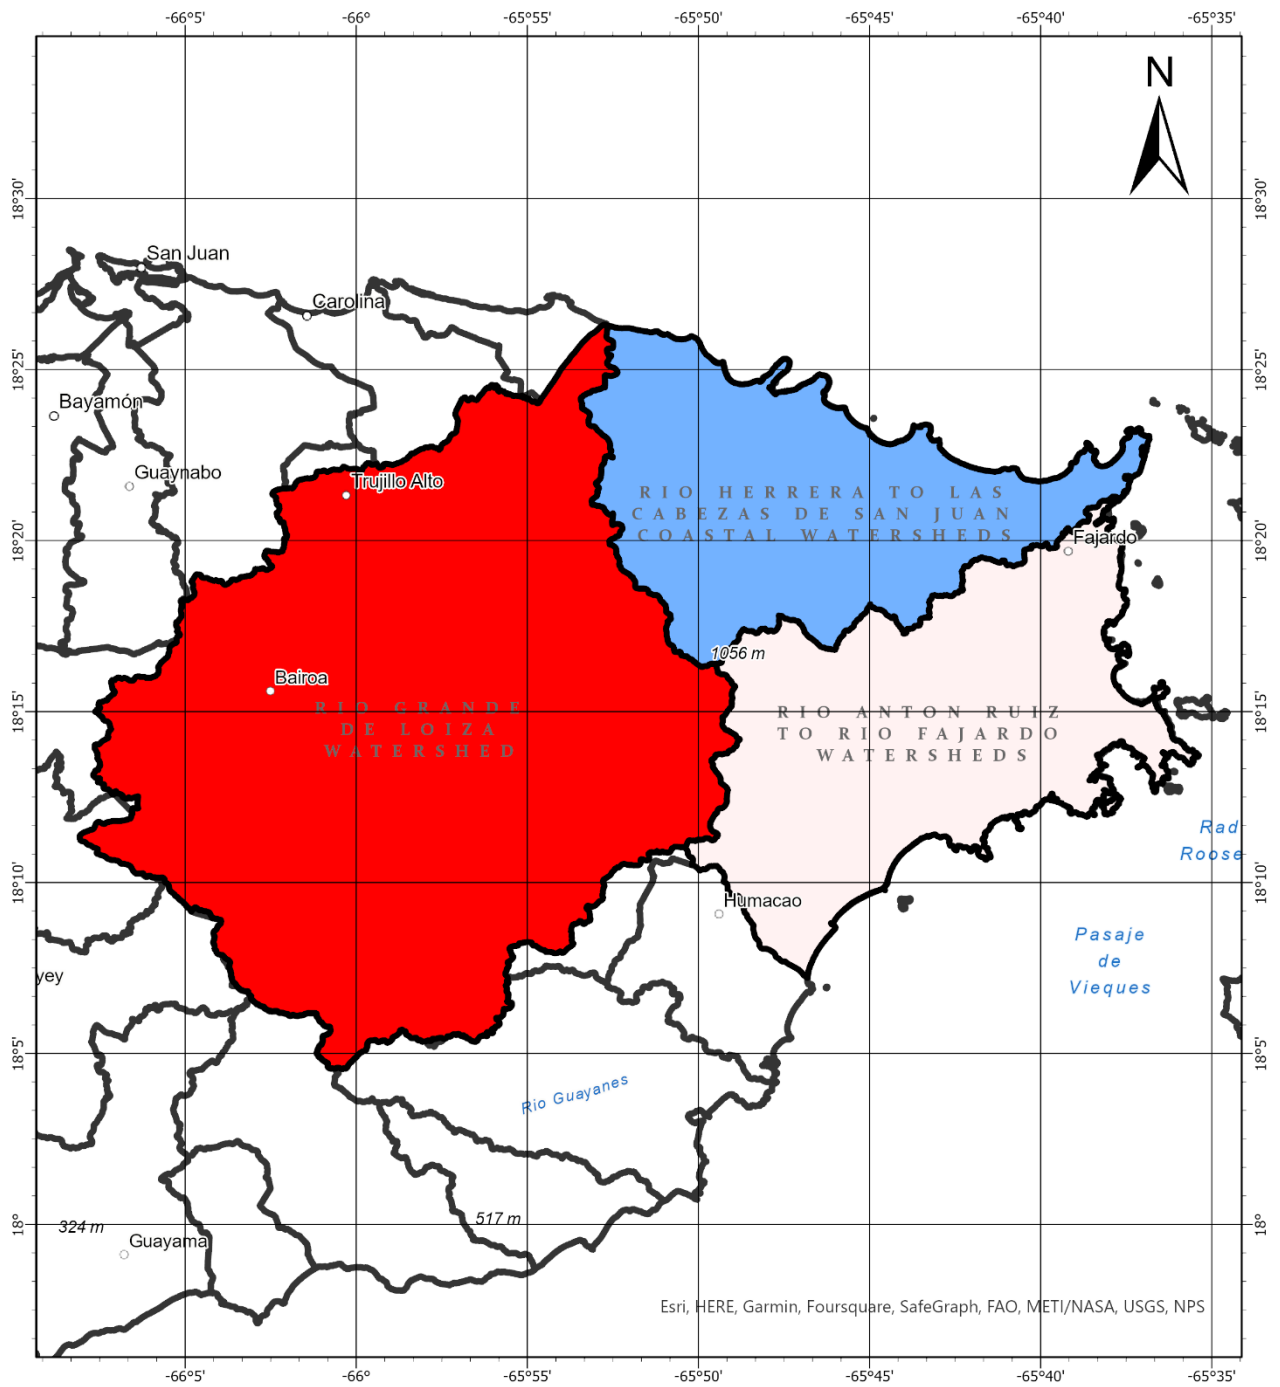 -66°5'
-66°
-65°55'
-65°50'
-65°45'
-65°40'
-65°35'
N
18°30'
18°30'
San Juan
Carolina
18°25'
18°25'
Bayamón
Guaynabo
Trujillo Alto
RIO HERRERA TO LAS
CABEZAS DE SAN JUAN
COASTAL WATERSHEDS
18°20'
18°20'
Fajardo
1056 m
Bairoa
RIO GRANDE
DE LOIZA
WATERSHED
18°15'
18°15'
RIO ANTON RUIZ
TO RIO FAJARDO
WATERSHEDS
Rad
Roose
18°10'
18°10'
Humacao
Pasaje
de
Vieques
yey
18°5'
18°5'
Rio Guayanes
517 m
324 m
18°
18°
Guayama
Esri, HERE, Garmin, Foursquare, SafeGraph, FAO, METI/NASA, USGS, NPS
-66°5'
-66°
-65°55'
-65°50'
-65°45'
-65°40'
-65°35'